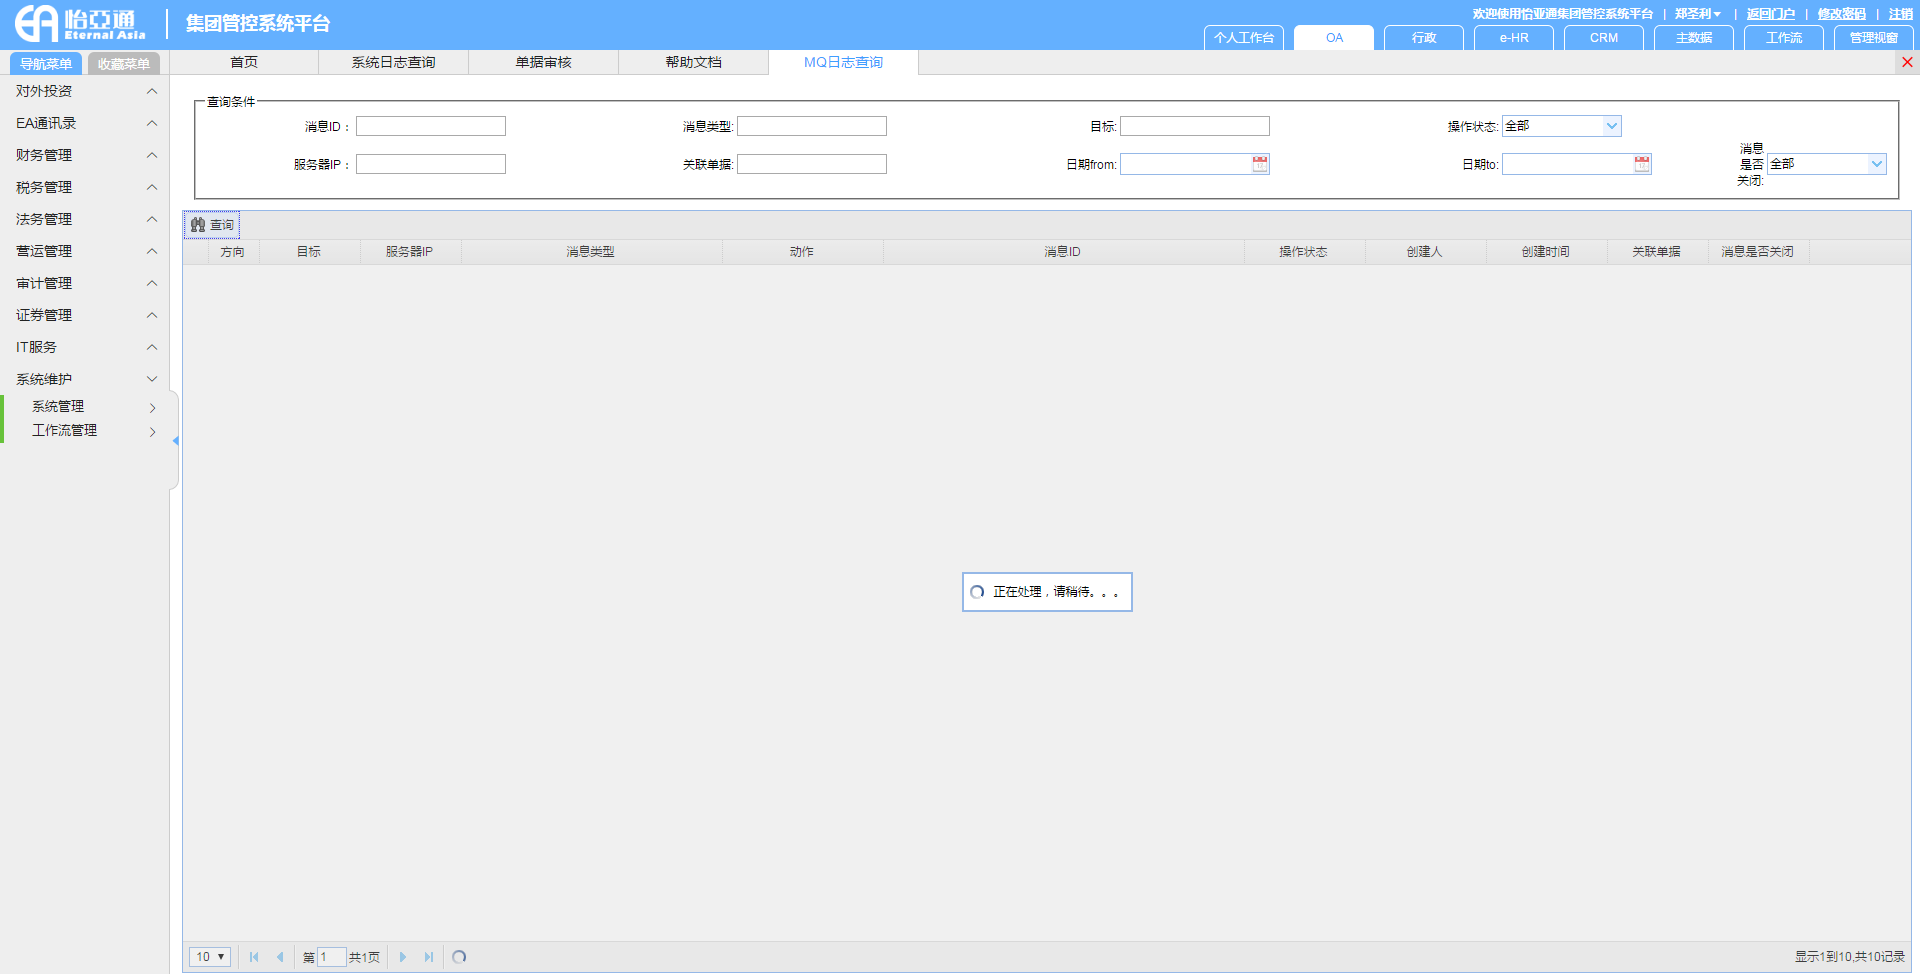 怡亞通
Eternal Asia
集团管控系统平台
欢迎使用怡亚通集团管控系统平台 | 郑圣利 | 返回门户 | 修改密码 | 注销
个人工作台 OA 行政 e-HR CRM 主数据 工作流 管理视窗
导航菜单 收藏菜单
首页 系统日志查询 单据审核 帮助文档 MQ日志查询
对外投资
EA通讯录
财务管理
税务管理
法务管理
营运管理
审计管理
证券管理
IT服务
系统维护
系统管理
工作流管理
查询条件
消息ID： 消息类型: 目标: 操作状态: 全部
服务器IP： 关联单据: 日期from: 日期to: 消息
是否
关闭:
全部
查询
方向 目标 服务器IP 消息类型 动作 消息ID 操作状态 创建人 创建时间 关联单据 消息是否关闭
正在处理，请稍待。。。
10 第 1 共1页 显示1到10,共10记录